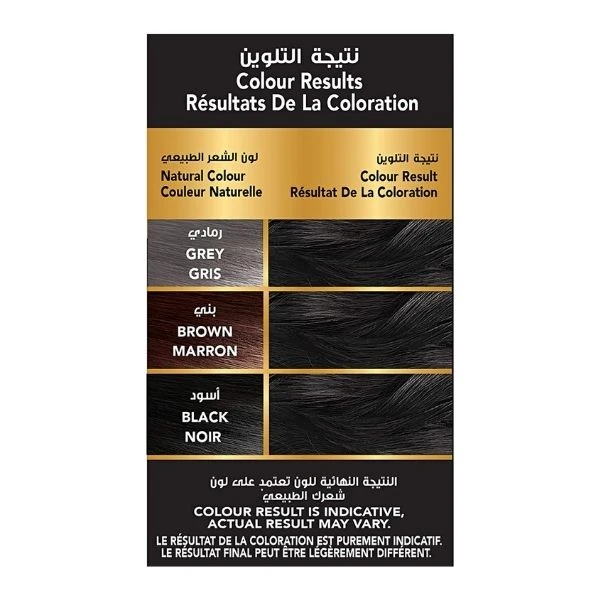 نتيجة التلوين
Colour Results
Résultats De La Coloration
لون الشعر الطبيعي
Natural Colour
Couleur Naturelle
نتيجة التلوين
Colour Result
Résultat De La Coloration
رمادي
GREY
GRIS
بني
BROWN
MARRON
أسود
BLACK
NOIR
النتيجة النهائية للون تعتمد على لون
شعرك الطبيعي
COLOUR RESULT IS INDICATIVE,
ACTUAL RESULT MAY VARY.
LE RÉSULTAT DE LA COLORATION EST PUREMENT INDICATIF.
LE RÉSULTAT FINAL PEUT ÊTRE LÉGÈREMENT DIFFÉRENT.